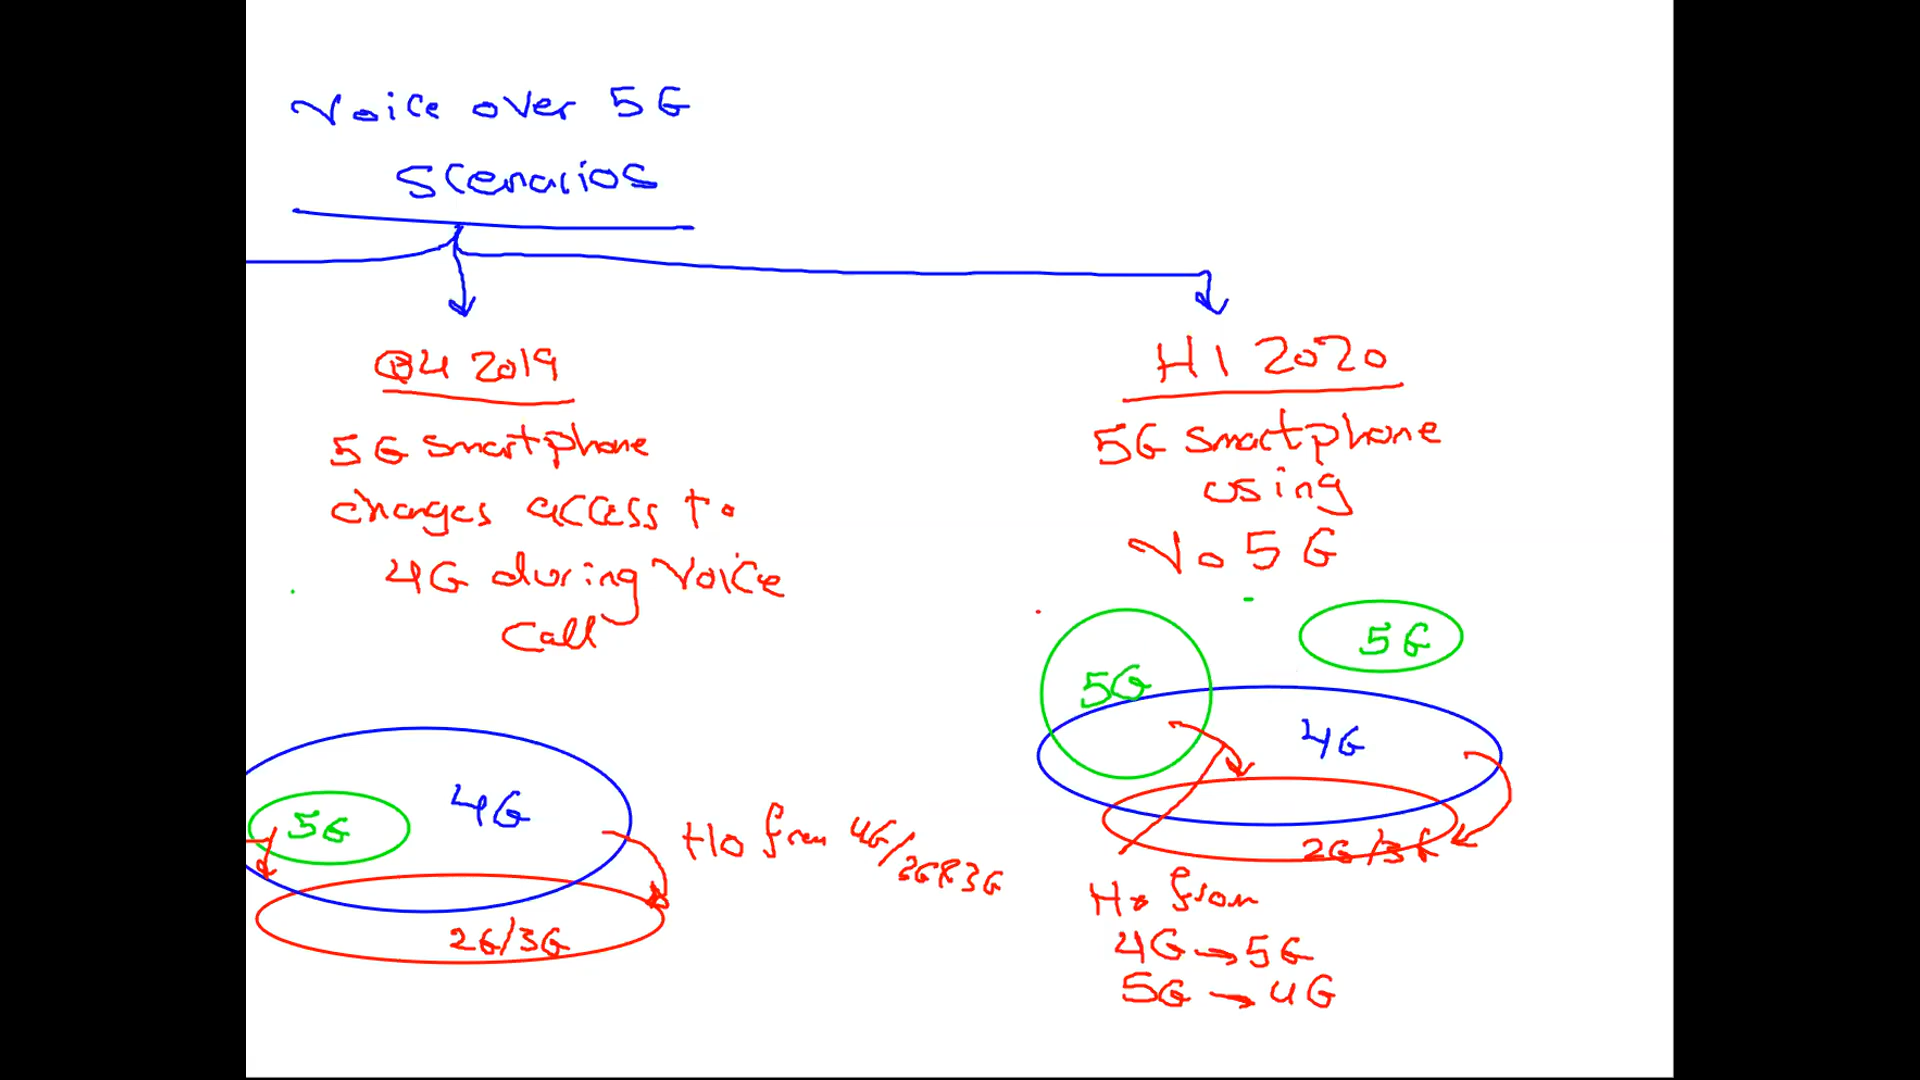 Voice over 5G
Scenarios
Q4 2019
5G smartphone
changes access to
4G during Voice
Call
5G
4G
2G/3G
HO from 4G/2G&3G
H1 2020
5G smartphone
using
Vo5G
5G
5G
4G
2G/3G
Ho from
4G→5G
5G→4G